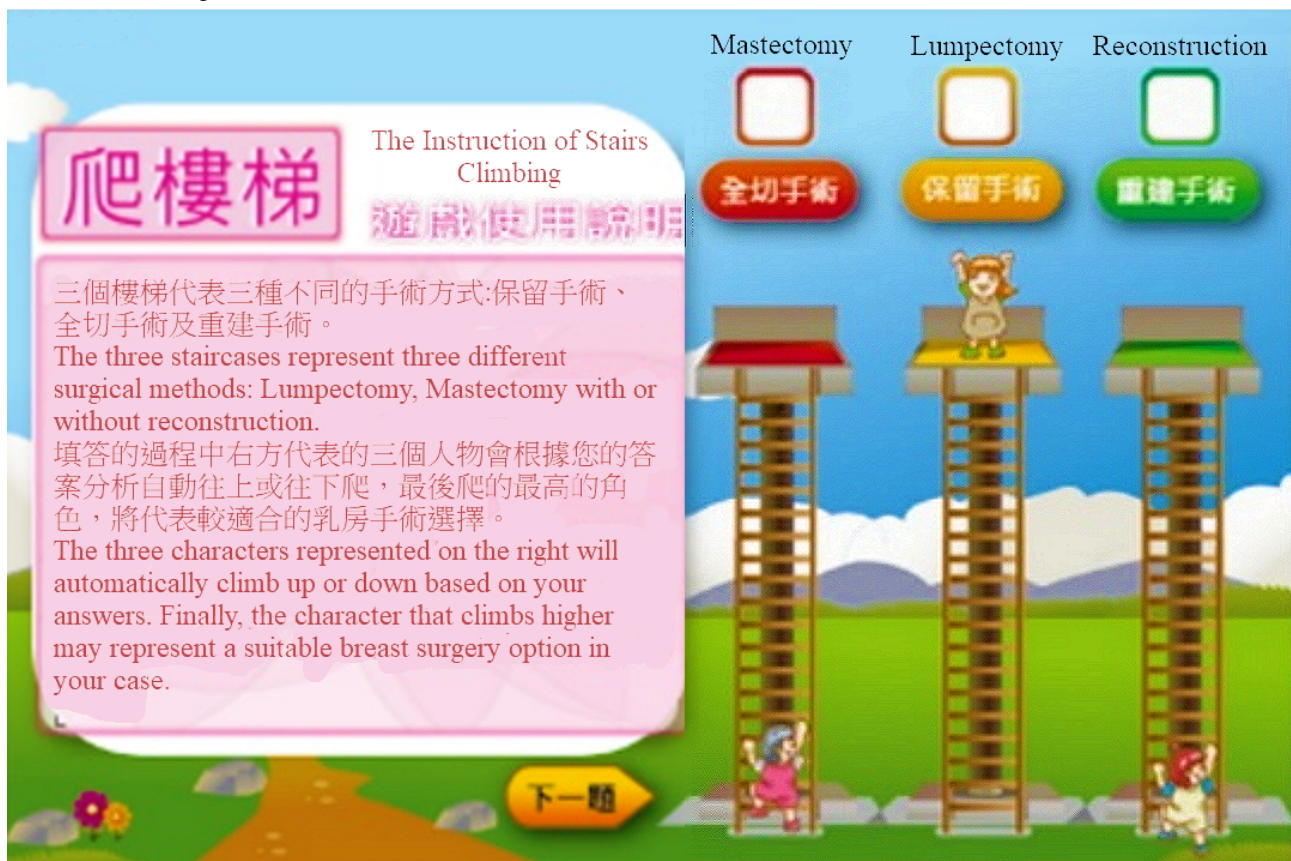 Mastectomy
Lumpectomy
Reconstruction
全切手術
保留手術
重建手術
爬樓梯
The Instruction of Stairs
Climbing
遊戲使用說明
三個樓梯代表三種不同的手術方式:保留手術、
全切手術及重建手術。
The three staircases represent three different
surgical methods: Lumpectomy, Mastectomy with or
without reconstruction.
填答的過程中右方代表的三個人物會根據您的答
案分析自動往上或往下爬，最後爬的最高的角
色，將代表較適合的乳房手術選擇。
The three characters represented on the right will
automatically climb up or down based on your
answers. Finally, the character that climbs higher
may represent a suitable breast surgery option in
your case.
下一題